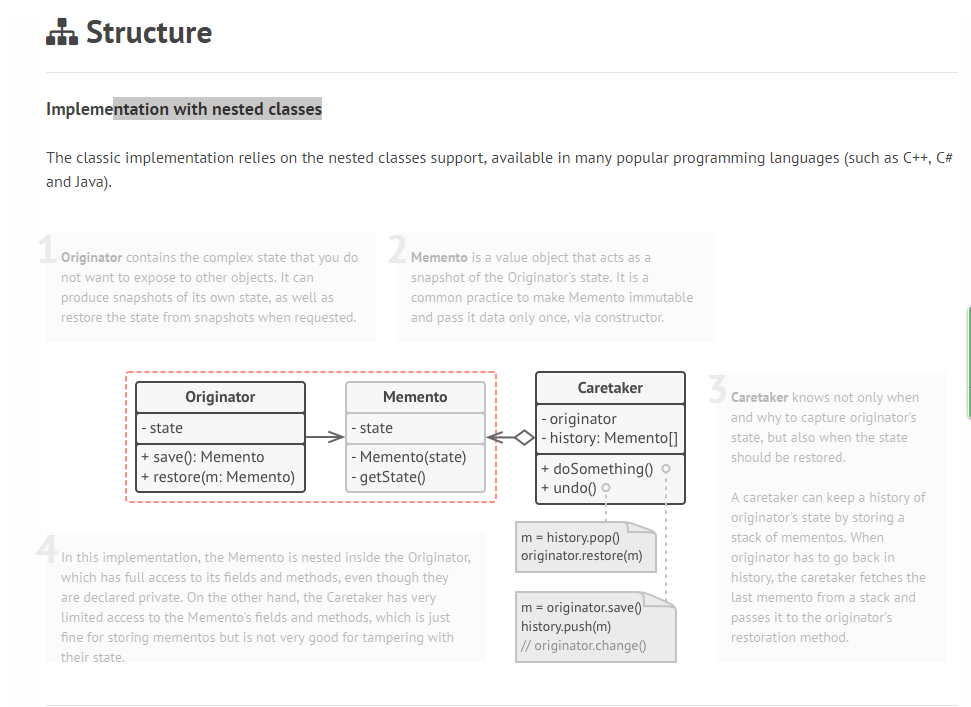 Structure
Implementation with nested classes
The classic implementation relies on the nested classes support, available in many popular programming languages (such as C++, C#
and Java).
1
Originator contains the complex state that you do
not want to expose to other objects. It can
produce snapshots of its own state, as well as
restore the state from snapshots when requested.
2
Memento is a value object that acts as a
snapshot of the Originator's state. It is a
common practice to make Memento immutable
and pass it data only once, via constructor.
Originator
- state
+ save(): Memento
+ restore(m: Memento)
Memento
- state
- Memento(state)
- getState()
Caretaker
- originator
- history: Memento[]
+ doSomething()
+ undo()
m = history.pop()
originator.restore(m)
m = originator.save()
history.push(m)
// originator.change()
3
Caretaker knows not only when
and why to capture originator's
state, but also when the state
should be restored.
A caretaker can keep a history of
originator's state by storing a
stack of mementos. When
originator has to go back in
history, the caretaker fetches the
last memento from a stack and
passes it to the originator's
restoration method.
4
In this implementation, the Memento is nested inside the Originator,
which has full access to its fields and methods, even though they
are declared private. On the other hand, the Caretaker has very
limited access to the Memento's fields and methods, which is just
fine for storing mementos but is not very good for tampering with
their state.